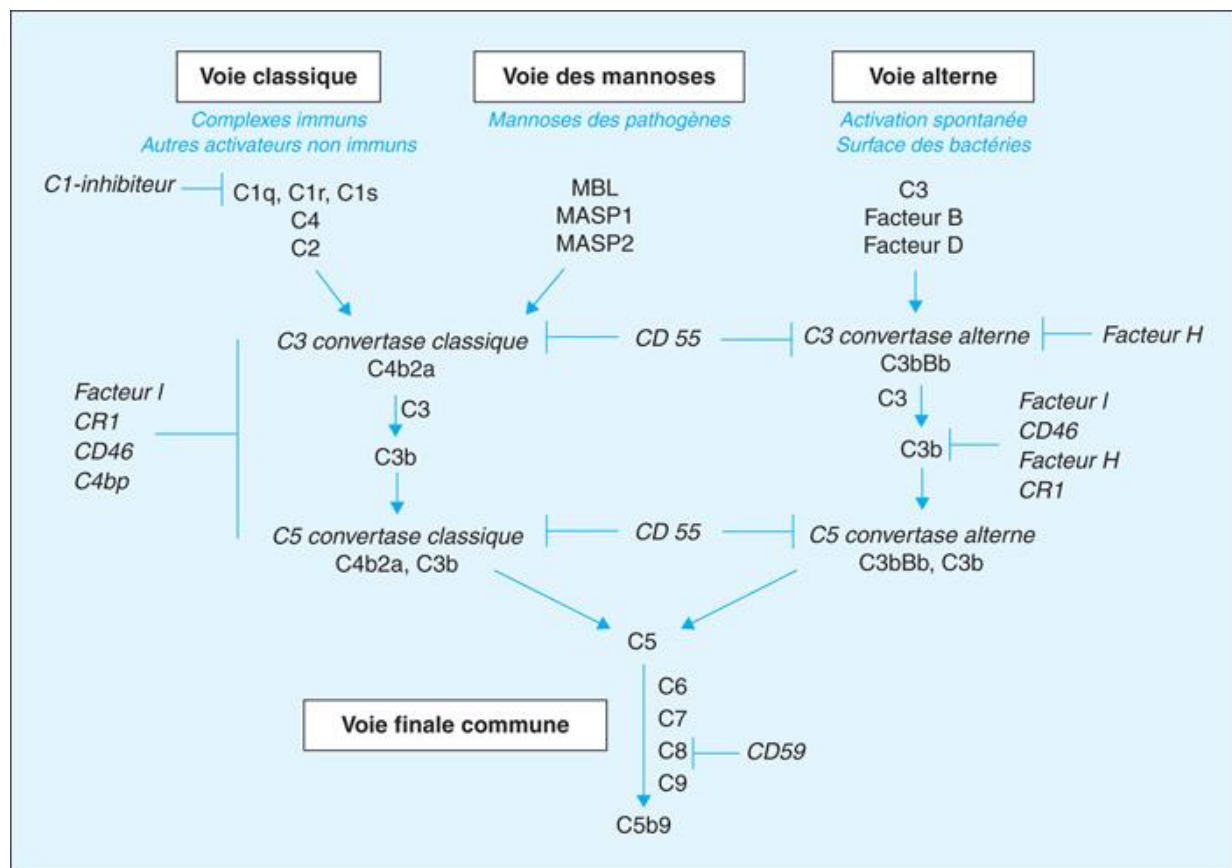 Voie classique
Voie des mannoses
Voie alterne
Complexes immuns
Autres activateurs non immuns
Mannoses des pathogènes
Activation spontanée
Surface des bactéries
C1-inhibiteur
C1q, C1r, C1s
C4
C2
MBL
MASP1
MASP2
C3
Facteur B
Facteur D
C3 convertase classique
C4b2a
CD 55
C3 convertase alterne
C3bBb
Facteur H
Facteur I
CR1
CD46
C4bp
C3
C3b
C3
C3b
Facteur I
CD46
Facteur H
CR1
C5 convertase classique
C4b2a, C3b
CD 55
C5 convertase alterne
C3bBb, C3b
C5
Voie finale commune
C6
C7
C8
CD59
C9
C5b9